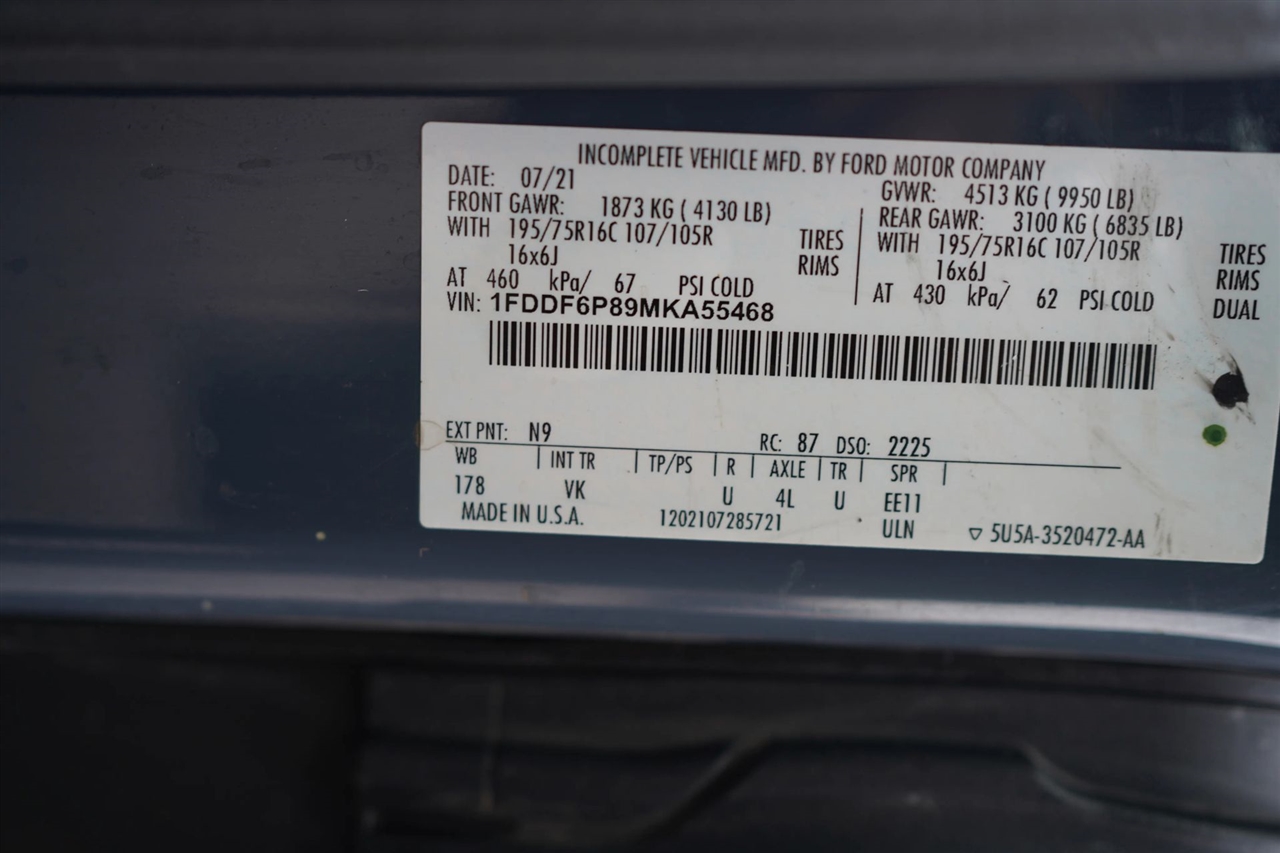 INCOMPLETE VEHICLE MFD. BY FORD MOTOR COMPANY
DATE: 07/21 GVWR: 4513 KG ( 9950 LB)
FRONT GAWR: 1873 KG ( 4130 LB) REAR GAWR: 3100 KG ( 6835 LB)
WITH 195/75R16C 107/105R TIRES WITH 195/75R16C 107/105R TIRES
16x6J RIMS 16x6J RIMS
AT 460 kPa/ 67 PSI COLD AT 430 kPa/ 62 PSI COLD DUAL
VIN: 1FDDF6P89MKA55468
EXT PNT: N9 RC: 87 DSO: 2225
WB INT TR TP/PS R AXLE TR SPR
178 VK U 4L U EE11
MADE IN U.S.A. 1202107285721 ULN ▽ 5U5A-3520472-AA